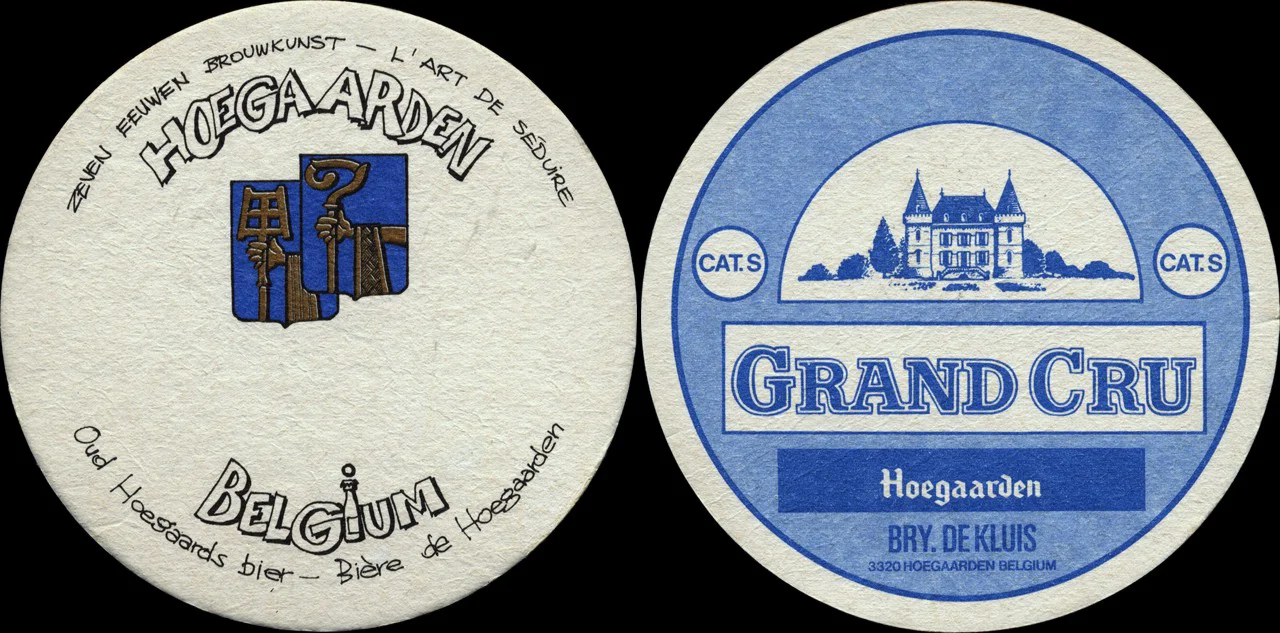 ZEVEN EEUWEN BROUWKUNST — L'ART DE SÉDUIRE
HOEGAARDEN
BELGIUM
Oud Hoegaards bier — Bière de Hoegaarden
CAT. S
CAT. S
GRAND CRU
Hoegaarden
BRY. DE KLUIS
3320 HOEGAARDEN BELGIUM